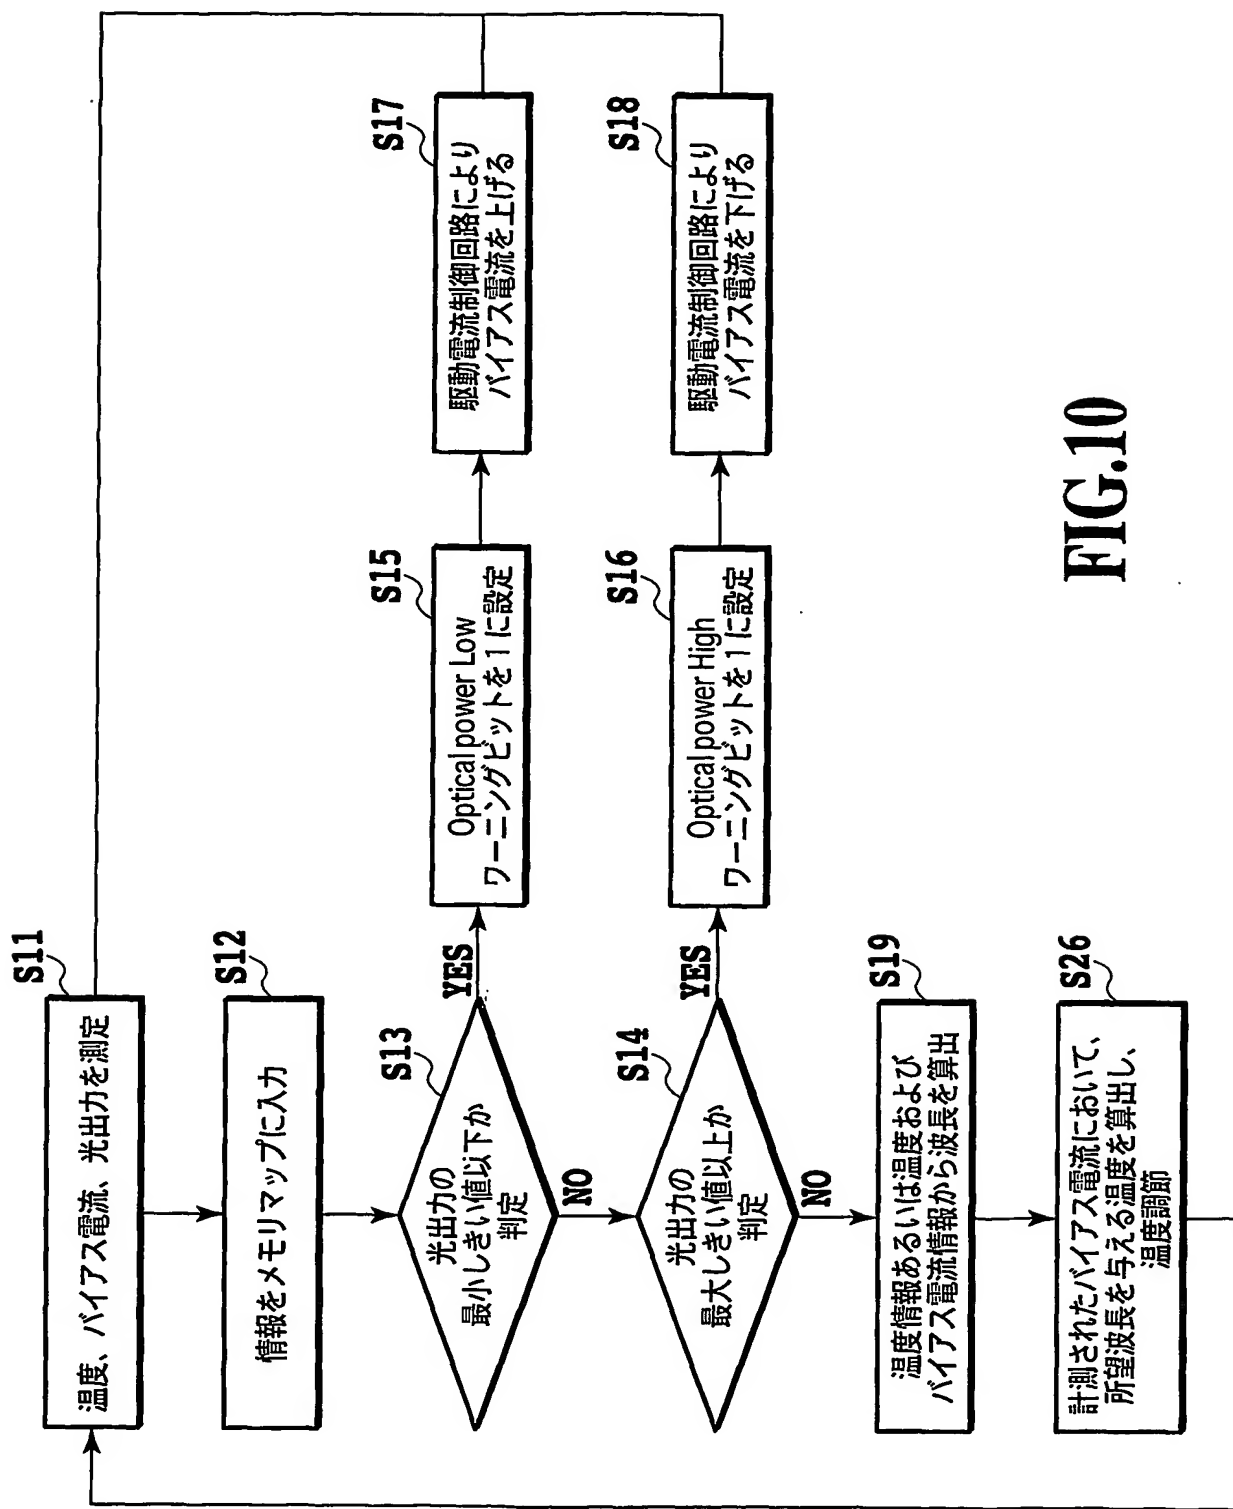 S11
温度、バイアス電流、光出力を測定
S12
情報をメモリマップに入力
S13
光出力の
最小しきい値以下か
判定
YES
NO
S15
Optical power Low
ワーニングビットを1に設定
S17
駆動電流制御回路により
バイアス電流を上げる
S14
光出力の
最大しきい値以上か
判定
YES
NO
S16
Optical power High
ワーニングビットを1に設定
S18
駆動電流制御回路により
バイアス電流を下げる
S19
温度情報あるいは温度および
バイアス電流情報から波長を算出
S26
計測されたバイアス電流において、
所望波長を与える温度を算出し、
温度調節
FIG.10